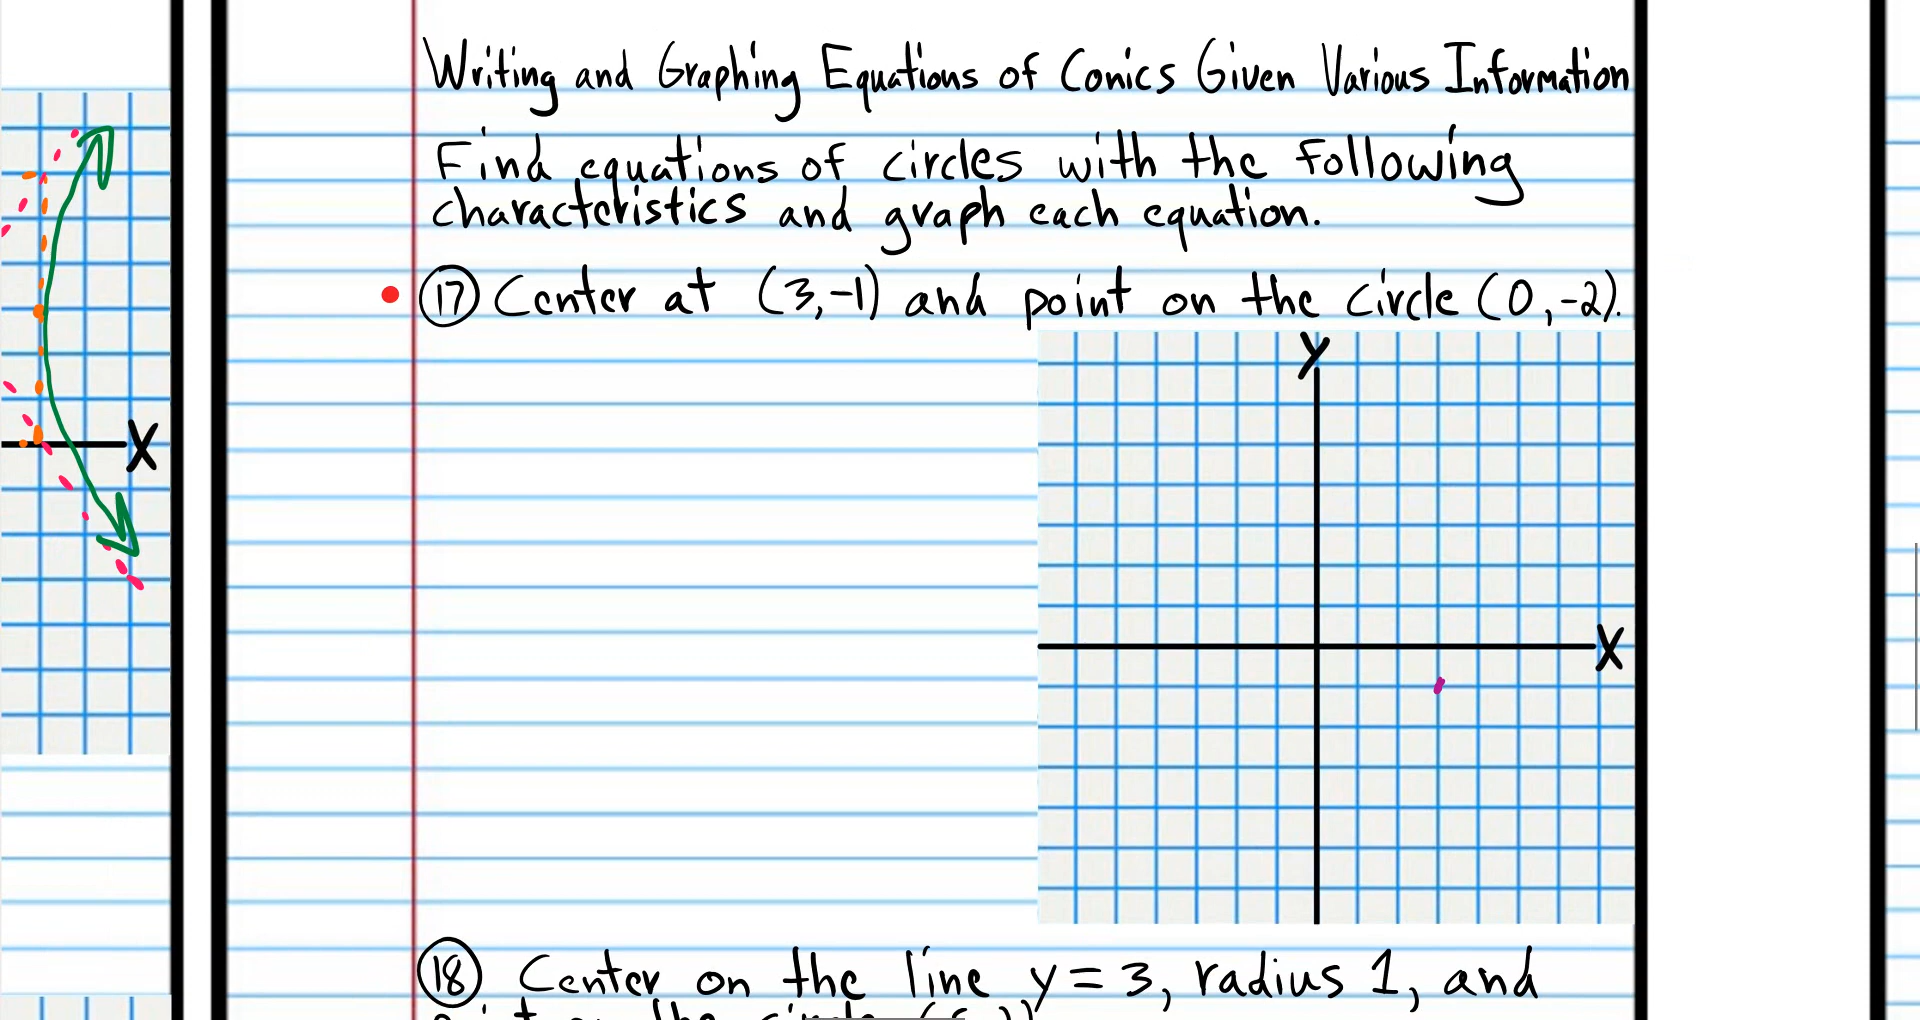 Writing and Graphing Equations of Conics Given Various Information
Find equations of circles with the following
characteristics and graph each equation.
⑰ Center at (3,-1) and point on the circle (0,-2).
Y
X
X
⑱ Center on the line y = 3, radius 1, and